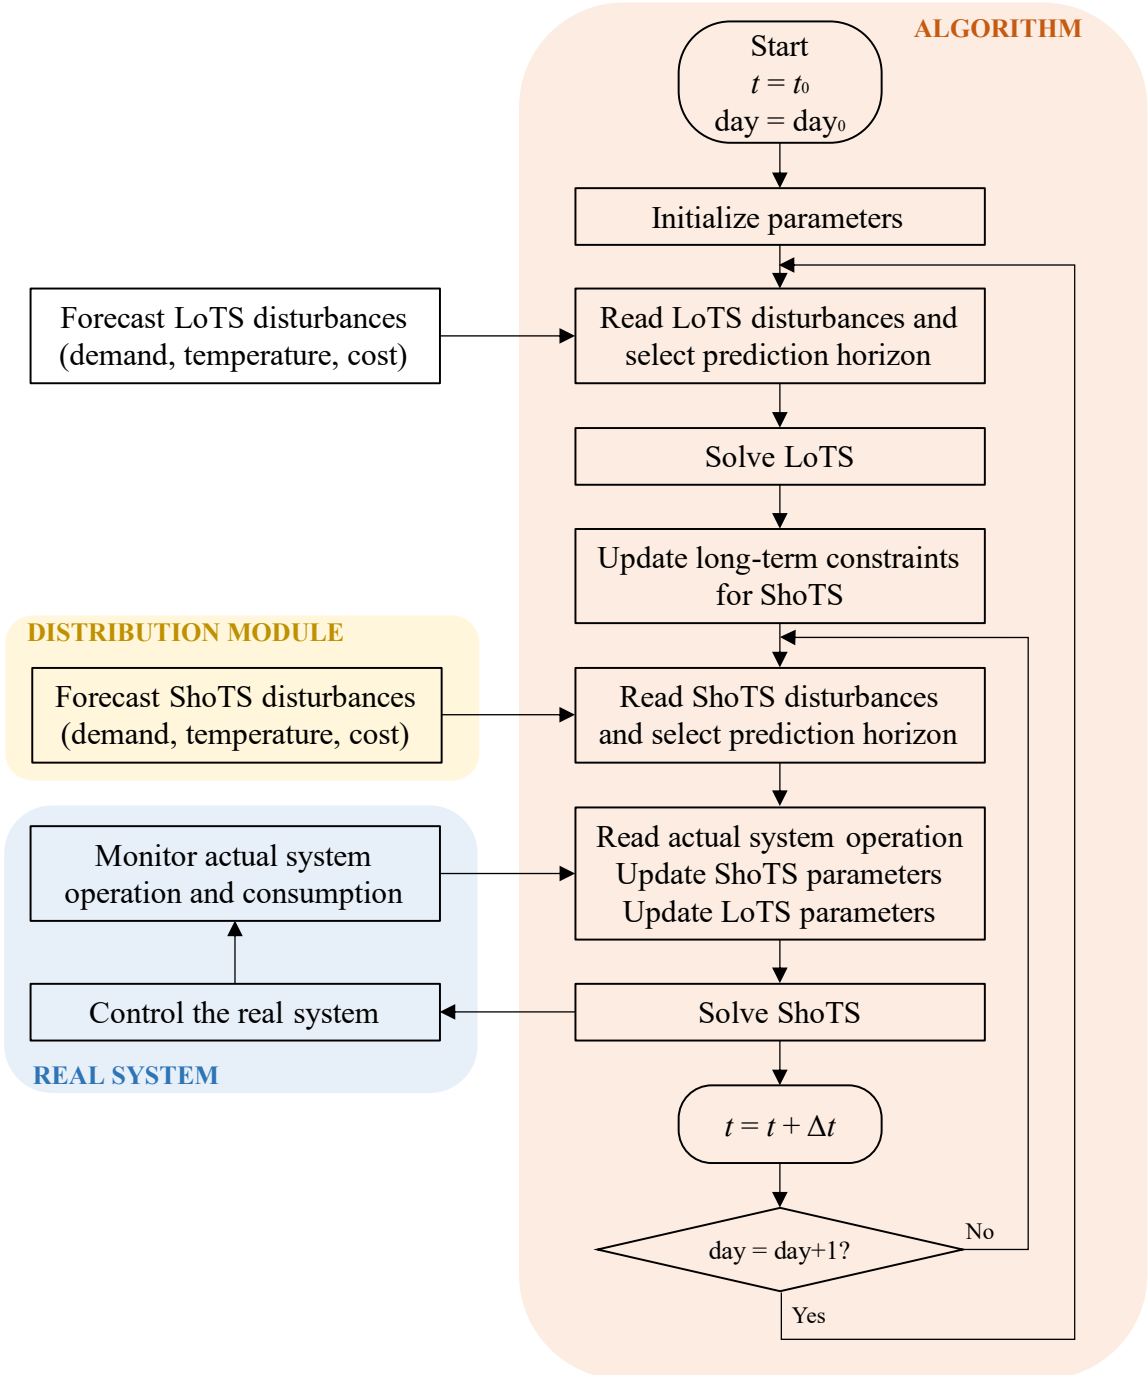 ALGORITHM
Start
t = t₀
day = day₀
Initialize parameters
Forecast LoTS disturbances
(demand, temperature, cost)
Read LoTS disturbances and
select prediction horizon
Solve LoTS
Update long-term constraints
for ShoTS
DISTRIBUTION MODULE
Forecast ShoTS disturbances
(demand, temperature, cost)
Read ShoTS disturbances
and select prediction horizon
Monitor actual system
operation and consumption
Read actual system operation
Update ShoTS parameters
Update LoTS parameters
Control the real system
Solve ShoTS
REAL SYSTEM
t = t + Δt
day = day+1?
No
Yes